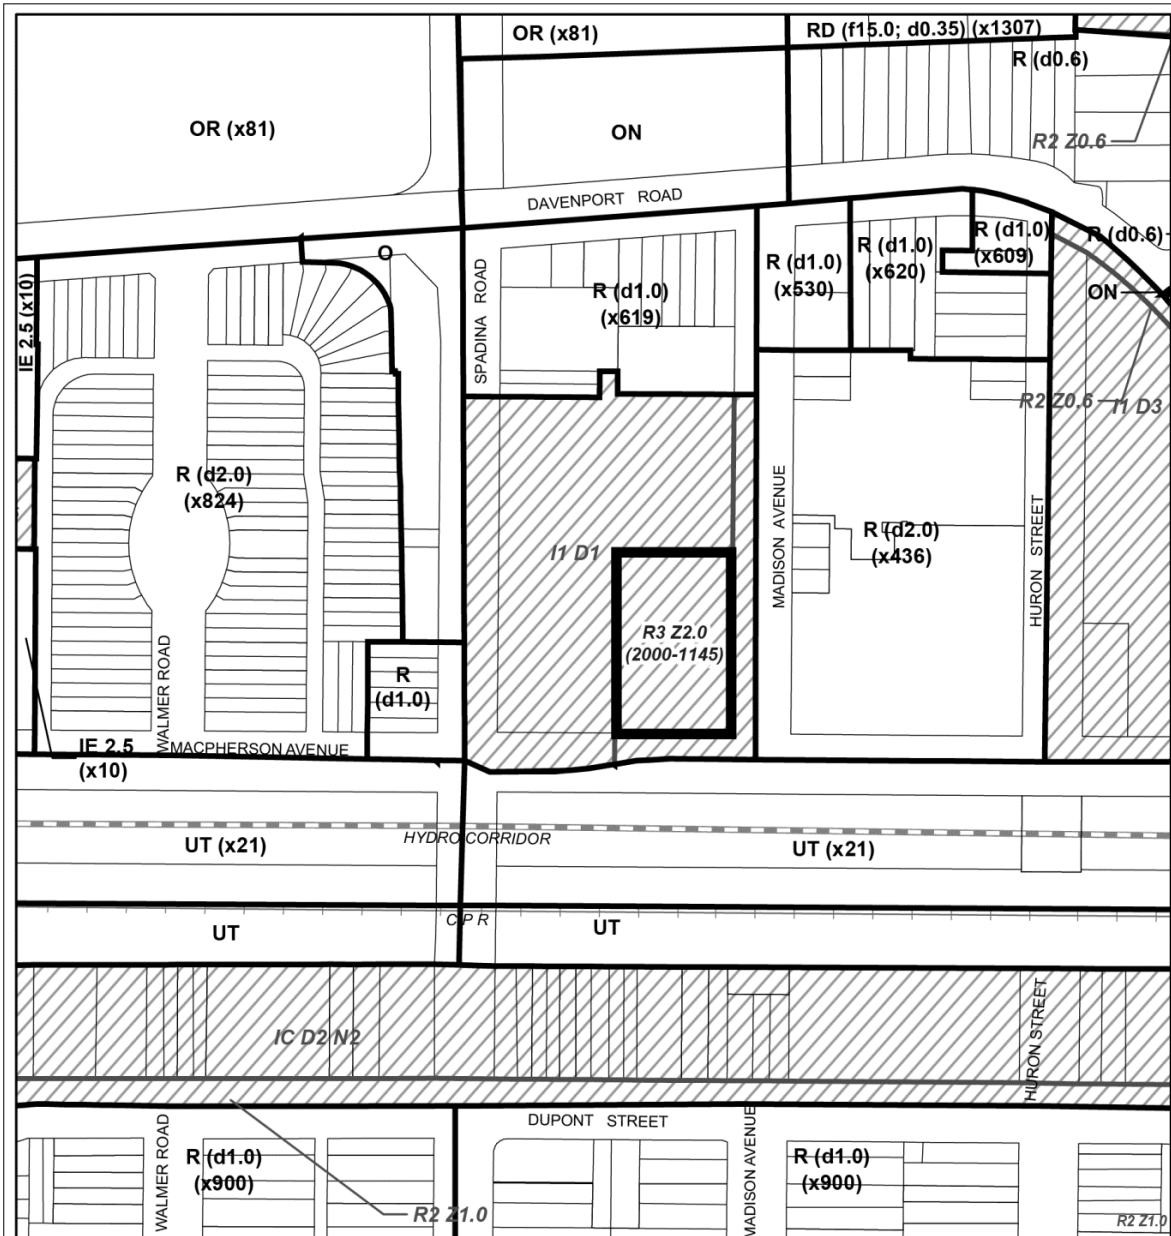 OR (x81)
RD (f15.0; d0.35) (x1307)
R (d0.6)
OR (x81)
ON
R2 Z0.6
DAVENPORT ROAD
R (d0.6)
O
SPADINA ROAD
R (d1.0)
(x619)
R (d1.0)
(x530)
R (d1.0)
(x620)
R (d1.0)
(x609)
ON
IE 2.5 (x10)
R2 Z0.6
I1 D3
R (d2.0)
(x824)
MADISON AVENUE
HURON STREET
R (d2.0)
(x436)
I1 D1
R3 Z2.0
(2000-1145)
R
(d1.0)
WALMER ROAD
MACPHERSON AVENUE
IE 2.5
(x10)
HYDRO CORRIDOR
UT (x21)
UT (x21)
C P R
UT
UT
IC D2 N2
HURON STREET
DUPONT STREET
WALMER ROAD
MADISON AVENUE
R (d1.0)
(x900)
R (d1.0)
(x900)
R2 Z1.0
R2 Z1.0